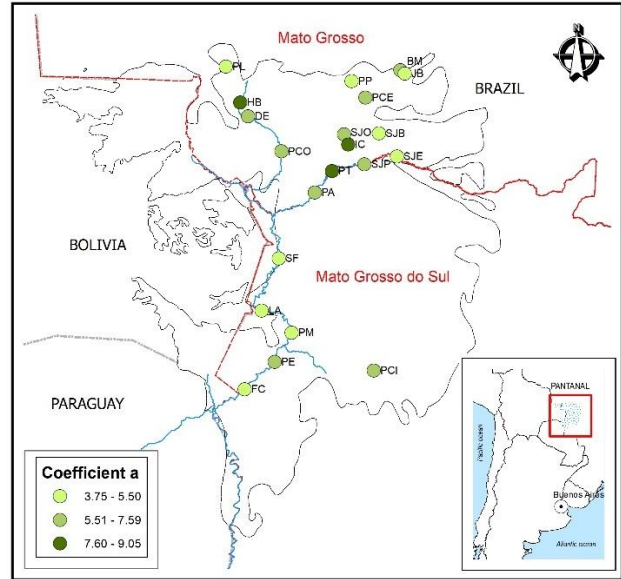 Mato Grosso
PL
BM
JB
PP
BRAZIL
HB
PCE
DE
SJO
SJB
IC
PCO
SJE
SJP
PT
PA
BOLIVIA
SF
Mato Grosso do Sul
LA
PM
PE
PCI
FC
PARAGUAY
PANTANAL
Pacific ocean
Buenos Aires
Atlantic ocean
Coefficient a
3.75 - 5.50
5.51 - 7.59
7.60 - 9.05